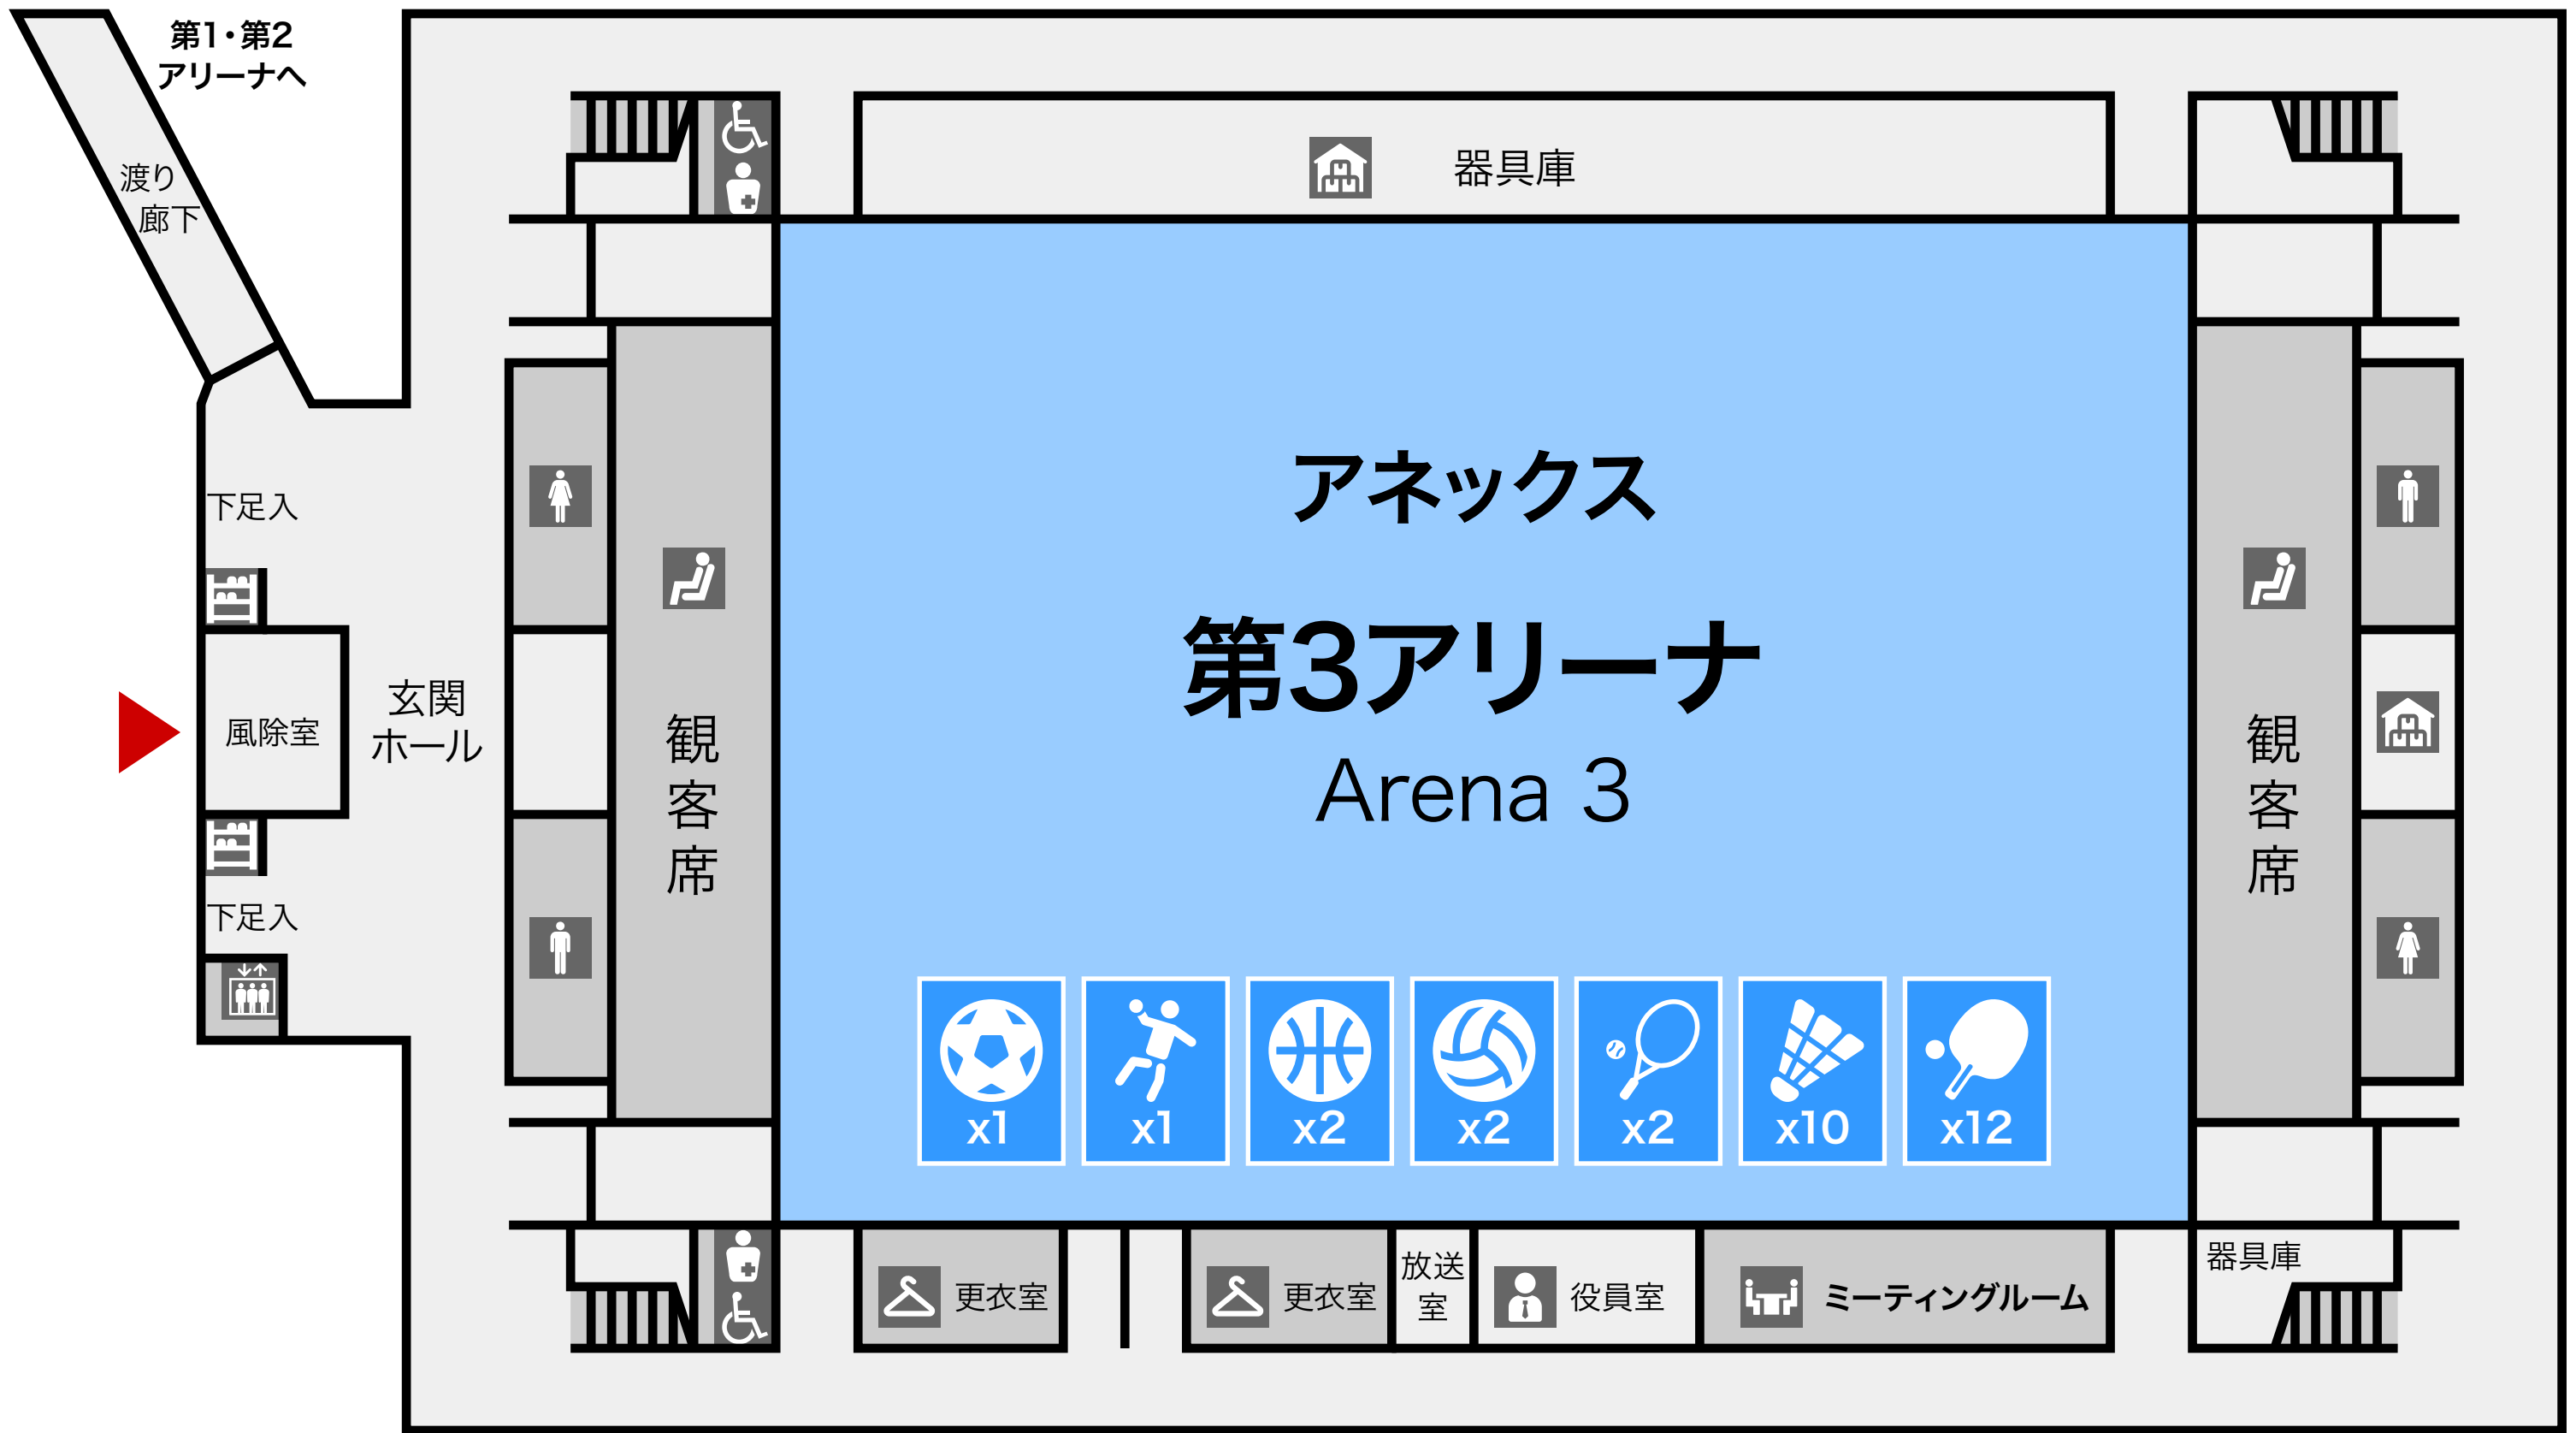 第1・第2
アリーナへ
渡り
廊下
器具庫
下足入
アネックス
第3アリーナ
Arena 3
玄関
ホール
風除室
観客席
観客席
下足入
x1
x1
x2
x2
x2
x10
x12
更衣室
更衣室
放送
室
役員室
ミーティングルーム
器具庫